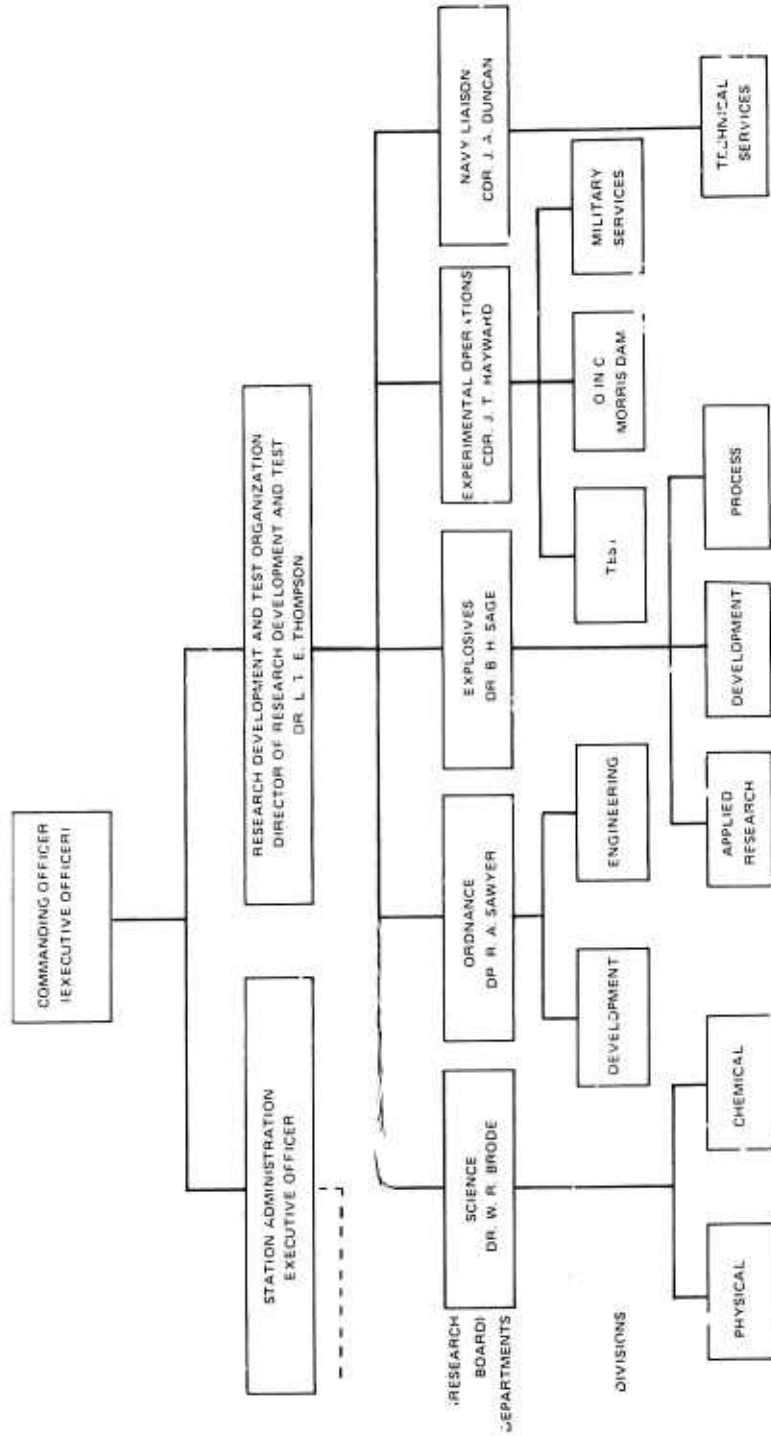 COMMANDING OFFICER
(EXECUTIVE OFFICER)
STATION ADMINISTRATION
EXECUTIVE OFFICER
RESEARCH DEVELOPMENT AND TEST ORGANIZATION
DIRECTOR OF RESEARCH DEVELOPMENT AND TEST
DR. L. T. E. THOMPSON
(RESEARCH
BOARD)
DEPARTMENTS
SCIENCE
DR. W. R. BRODE
ORDNANCE
DR. R. A. SAWYER
EXPLOSIVES
DR. B. H. SAGE
EXPERIMENTAL OPERATIONS
CDR. J. T. HAYWARD
NAVY LIAISON
CDR. J. A. DUNCAN
DIVISIONS
DEVELOPMENT
ENGINEERING
TEST
O IN C
MORRIS DAM
MILITARY
SERVICES
PHYSICAL
CHEMICAL
APPLIED
RESEARCH
DEVELOPMENT
PROCESS
TECHNICAL
SERVICES